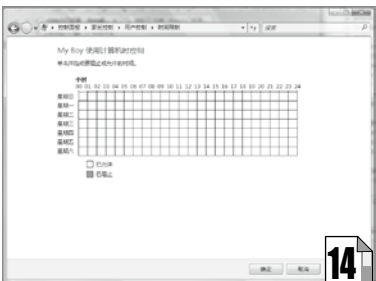 控制面板 ▸ 家长控制 ▸ 用户控制 ▸ 时间限制
搜索
My Boy 使用计算机时控制
单击并拖动要阻止或允许的时间。
小时
00 01 02 03 04 05 06 07 08 09 10 11 12 13 14 15 16 17 18 19 20 21 22 23 24
星期日
星期一
星期二
星期三
星期四
星期五
星期六
已允许
已阻止
确定
取消
14